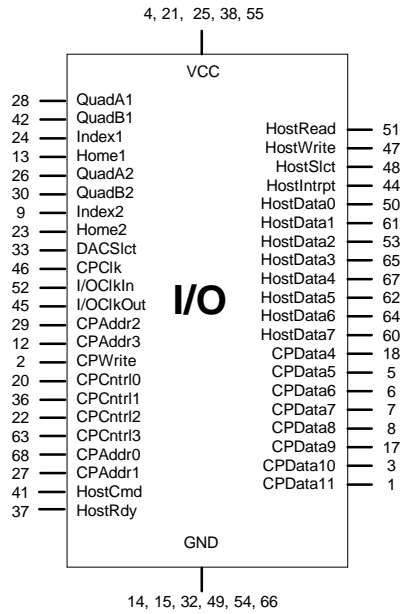 4, 21, 25, 38, 55
VCC
28 QuadA1
42 QuadB1
24 Index1
13 Home1
26 QuadA2
30 QuadB2
9 Index2
23 Home2
33 DACSlct
46 CPClk
52 I/OClkIn
45 I/OClkOut
29 CPAddr2
12 CPAddr3
2 CPWrite
20 CPCntrl0
36 CPCntrl1
22 CPCntrl2
63 CPCntrl3
68 CPAddr0
27 CPAddr1
41 HostCmd
37 HostRdy
I/O
HostRead 51
HostWrite 47
HostSlct 48
HostIntrpt 44
HostData0 50
HostData1 61
HostData2 53
HostData3 65
HostData4 67
HostData5 62
HostData6 64
HostData7 60
CPData4 18
CPData5 5
CPData6 6
CPData7 7
CPData8 8
CPData9 17
CPData10 3
CPData11 1
GND
14, 15, 32, 49, 54, 66